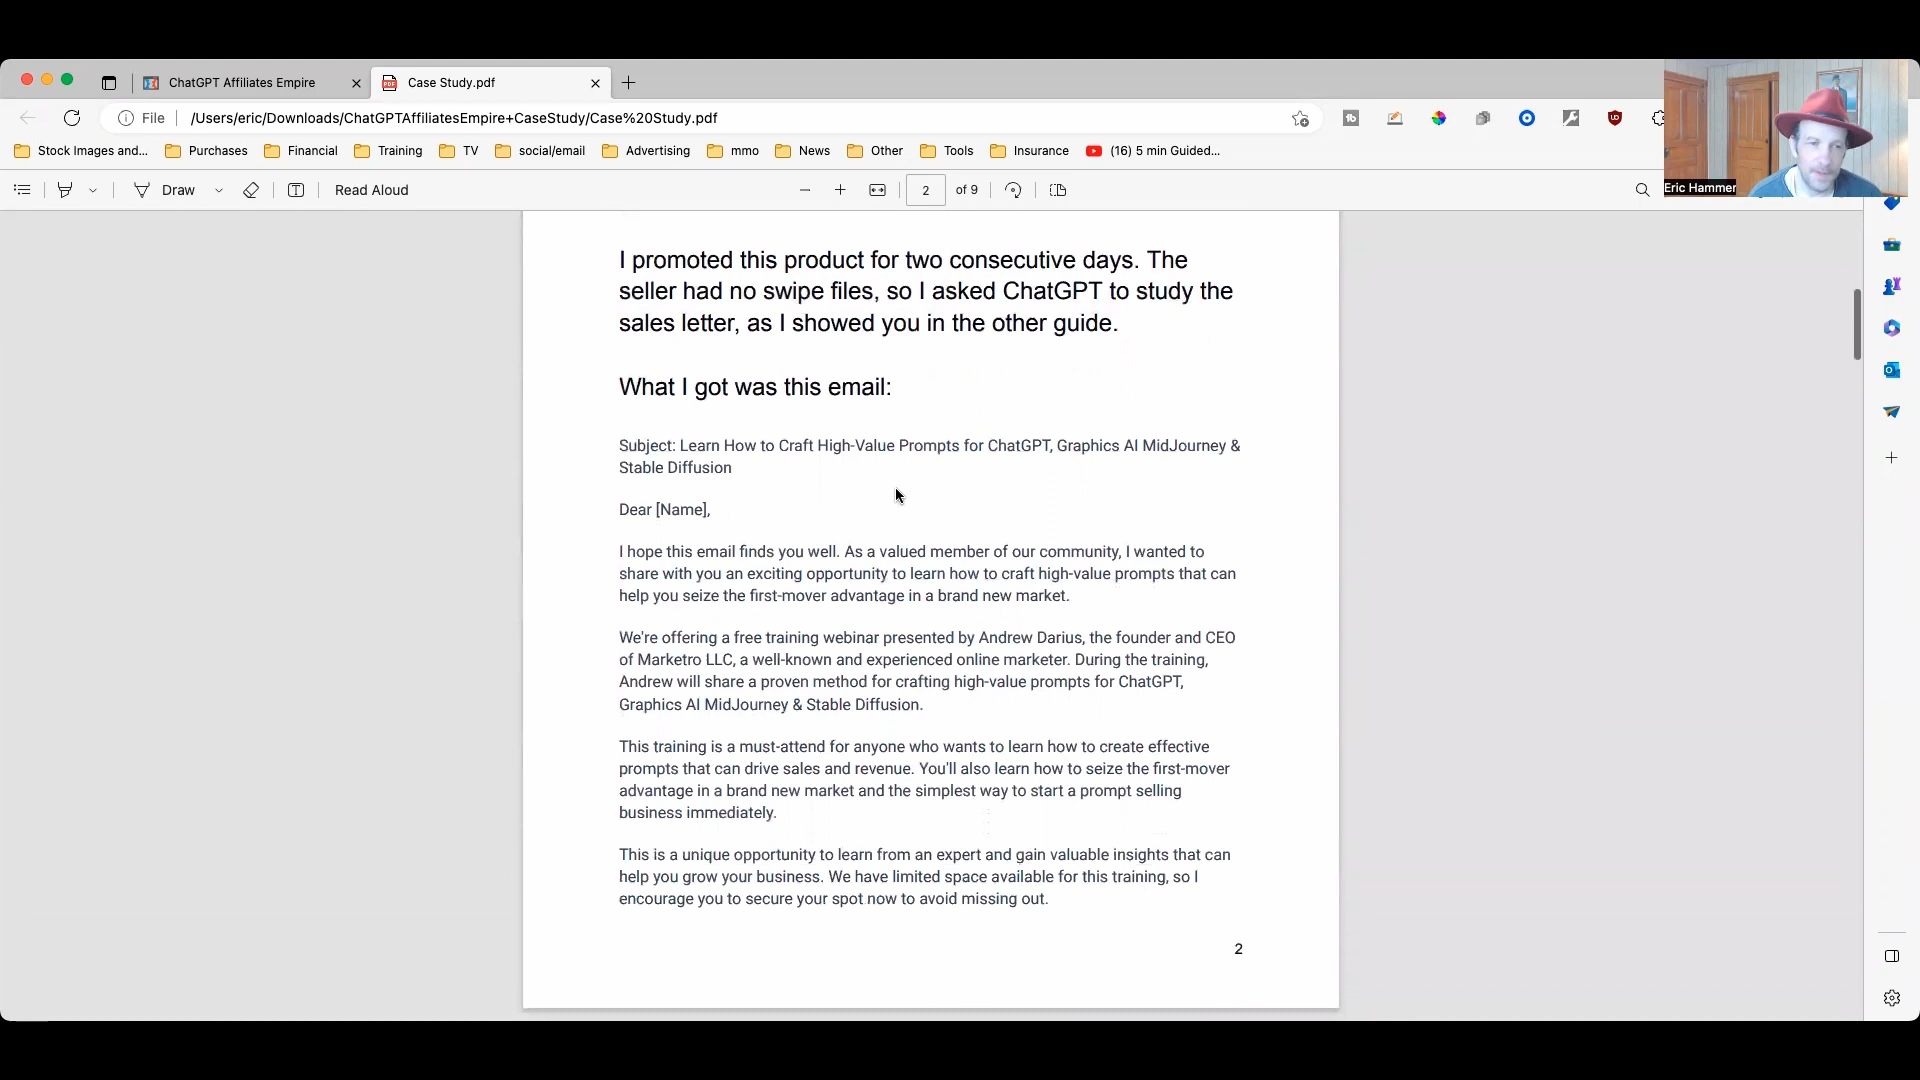 ChatGPT Affiliates Empire
Case Study.pdf
File
/Users/eric/Downloads/ChatGPTAffiliatesEmpire+CaseStudy/Case%20Study.pdf
Stock Images and... Purchases Financial Training TV social/email Advertising mmo News Other Tools Insurance (16) 5 min Guided...
Draw Read Aloud 2 of 9
Eric Hammer
I promoted this product for two consecutive days. The
seller had no swipe files, so I asked ChatGPT to study the
sales letter, as I showed you in the other guide.
What I got was this email:
Subject: Learn How to Craft High-Value Prompts for ChatGPT, Graphics AI MidJourney &
Stable Diffusion
Dear [Name],
I hope this email finds you well. As a valued member of our community, I wanted to
share with you an exciting opportunity to learn how to craft high-value prompts that can
help you seize the first-mover advantage in a brand new market.
We're offering a free training webinar presented by Andrew Darius, the founder and CEO
of Marketro LLC, a well-known and experienced online marketer. During the training,
Andrew will share a proven method for crafting high-value prompts for ChatGPT,
Graphics AI MidJourney & Stable Diffusion.
This training is a must-attend for anyone who wants to learn how to create effective
prompts that can drive sales and revenue. You'll also learn how to seize the first-mover
advantage in a brand new market and the simplest way to start a prompt selling
business immediately.
This is a unique opportunity to learn from an expert and gain valuable insights that can
help you grow your business. We have limited space available for this training, so I
encourage you to secure your spot now to avoid missing out.
2